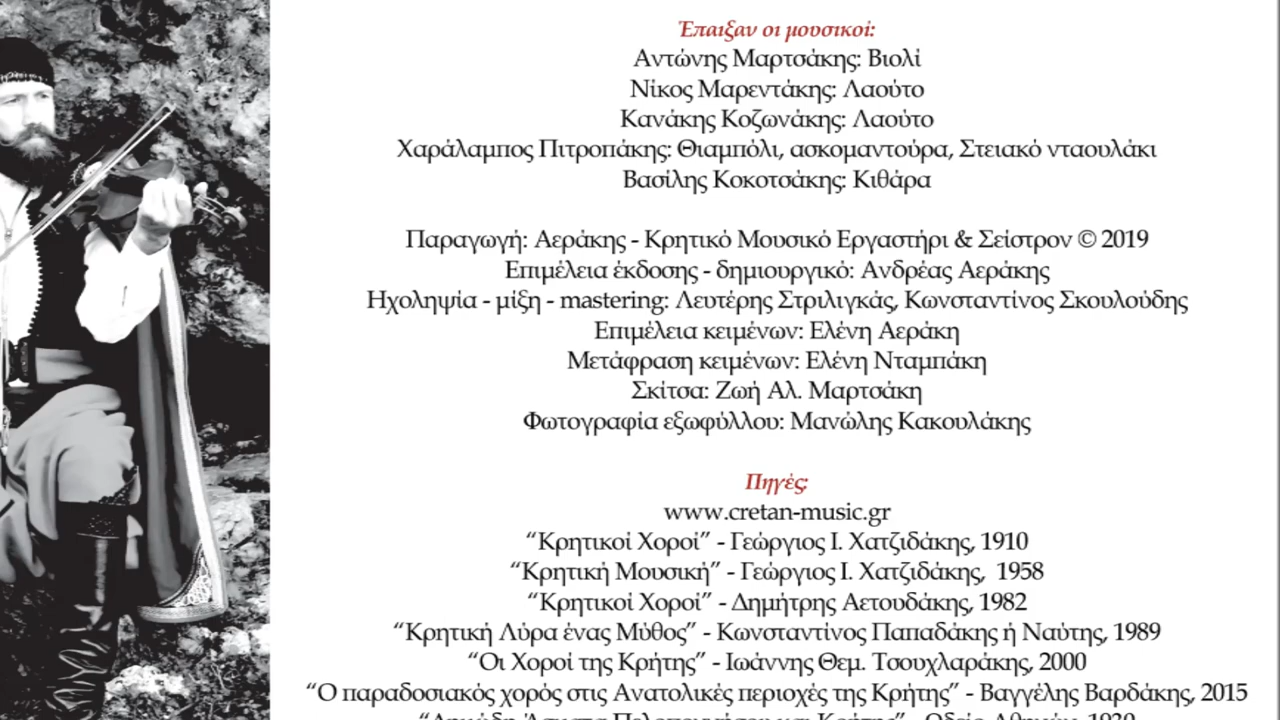 Έπαιξαν οι μουσικοί:
Αντώνης Μαρτσάκης: Βιολί
Νίκος Μαρεντάκης: Λαούτο
Κανάκης Κοζωνάκης: Λαούτο
Χαράλαμπος Πιτροπάκης: Θιαμπόλι, ασκομαντούρα, Στειακό νταουλάκι
Βασίλης Κοκοτσάκης: Κιθάρα
Παραγωγή: Αεράκης - Κρητικό Μουσικό Εργαστήρι & Σείστρον © 2019
Επιμέλεια έκδοσης - δημιουργικό: Ανδρέας Αεράκης
Ηχοληψία - μίξη - mastering: Λευτέρης Στριλιγκάς, Κωνσταντίνος Σκουλούδης
Επιμέλεια κειμένων: Ελένη Αεράκη
Μετάφραση κειμένων: Ελένη Νταμπάκη
Σκίτσα: Ζωή Αλ. Μαρτσάκη
Φωτογραφία εξωφύλλου: Μανώλης Κακουλάκης
Πηγές:
www.cretan-music.gr
“Κρητικοί Χοροί” - Γεώργιος Ι. Χατζιδάκης, 1910
“Κρητική Μουσική” - Γεώργιος Ι. Χατζιδάκης, 1958
“Κρητικοί Χοροί” - Δημήτρης Αετουδάκης, 1982
“Κρητική Λύρα ένας Μύθος” - Κωνσταντίνος Παπαδάκης ή Ναύτης, 1989
“Οι Χοροί της Κρήτης” - Ιωάννης Θεμ. Τσουχλαράκης, 2000
“Ο παραδοσιακός χορός στις Ανατολικές περιοχές της Κρήτης” - Βαγγέλης Βαρδάκης, 2015